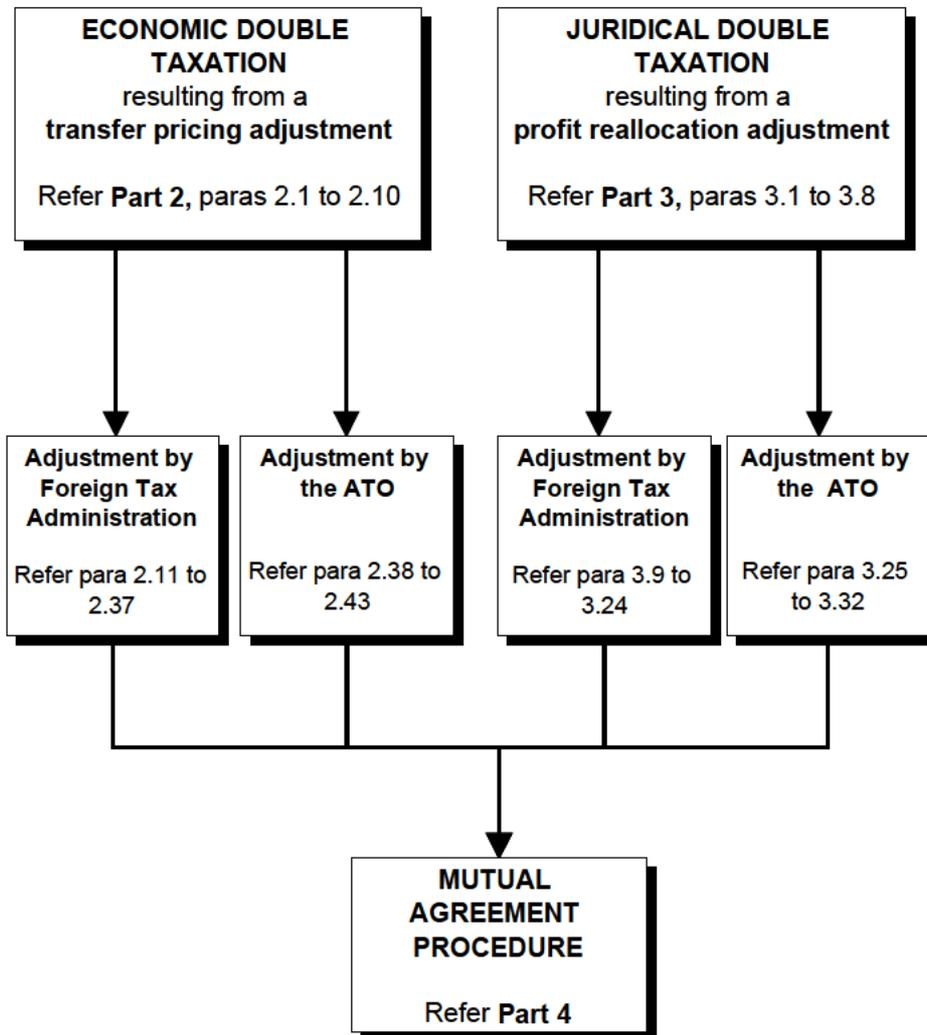 ECONOMIC DOUBLE
TAXATION
resulting from a
transfer pricing adjustment
Refer Part 2, paras 2.1 to 2.10
JURIDICAL DOUBLE
TAXATION
resulting from a
profit reallocation adjustment
Refer Part 3, paras 3.1 to 3.8
Adjustment by
Foreign Tax
Administration
Refer para 2.11 to
2.37
Adjustment by
the ATO
Refer para 2.38 to
2.43
Adjustment by
Foreign Tax
Administration
Refer para 3.9 to
3.24
Adjustment by
the ATO
Refer para 3.25
to 3.32
MUTUAL
AGREEMENT
PROCEDURE
Refer Part 4